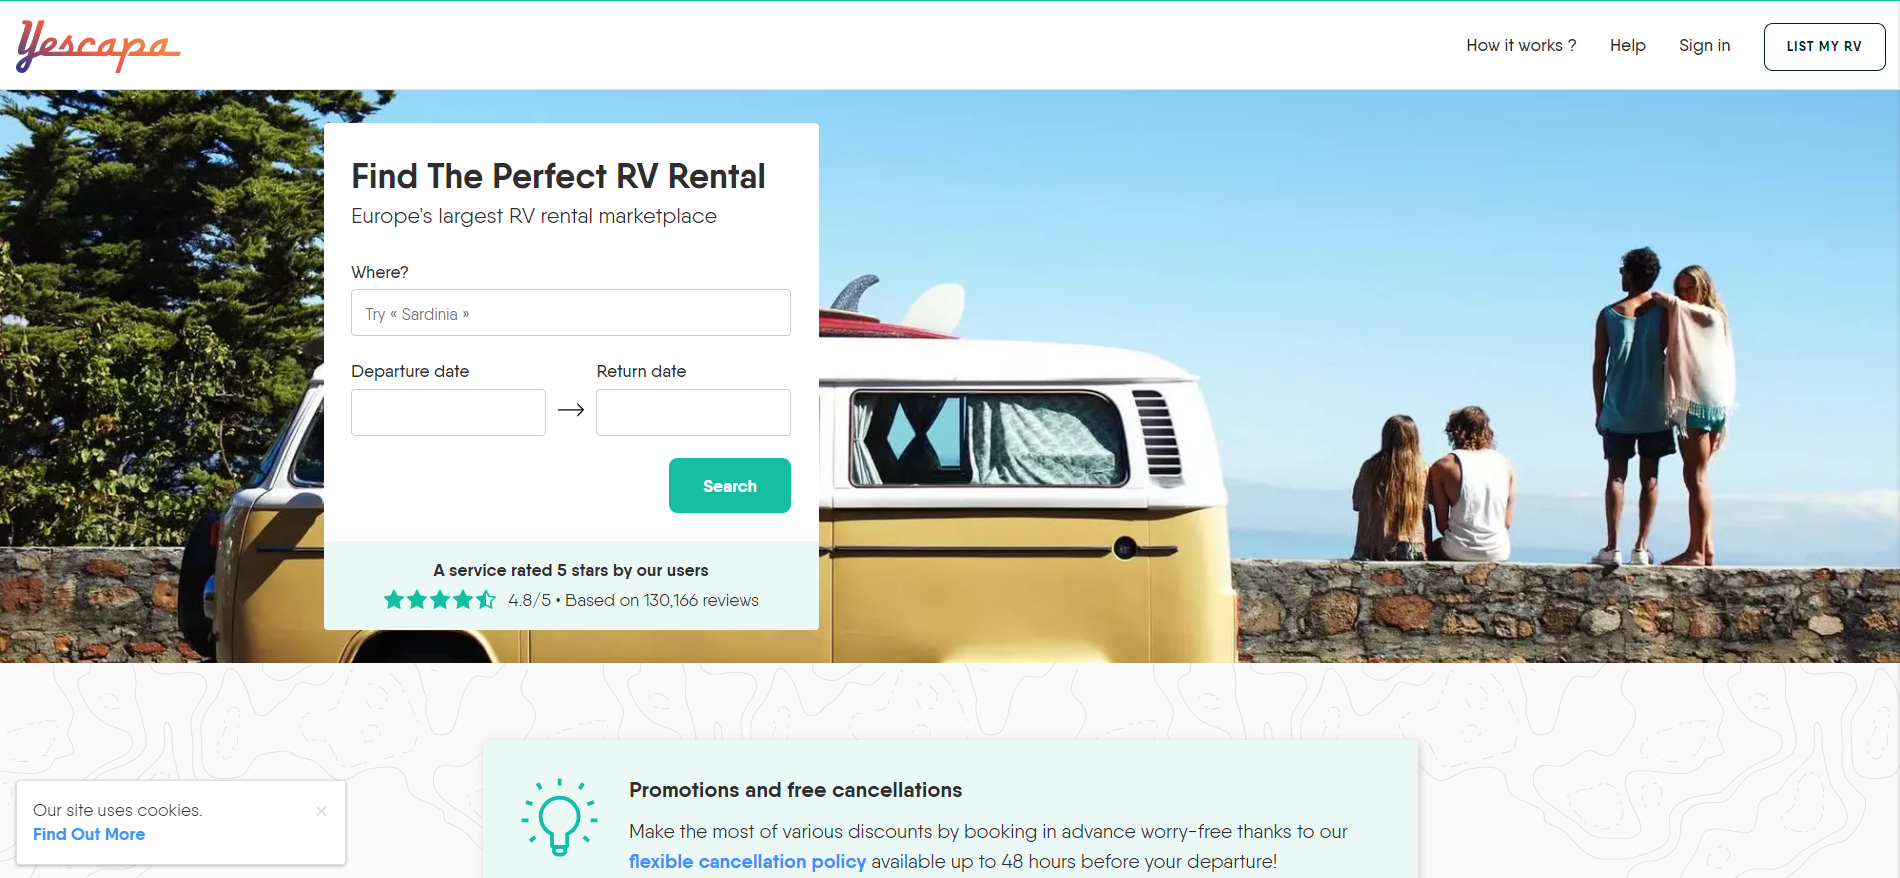 Yescapa
How it works ?
Help
Sign in
LIST MY RV
Find The Perfect RV Rental
Europe's largest RV rental marketplace
Where?
Try « Sardinia »
Departure date
Return date
Search
A service rated 5 stars by our users
4.8/5 • Based on 130,166 reviews
Promotions and free cancellations
Make the most of various discounts by booking in advance worry-free thanks to our
flexible cancellation policy available up to 48 hours before your departure!
Our site uses cookies.
Find Out More